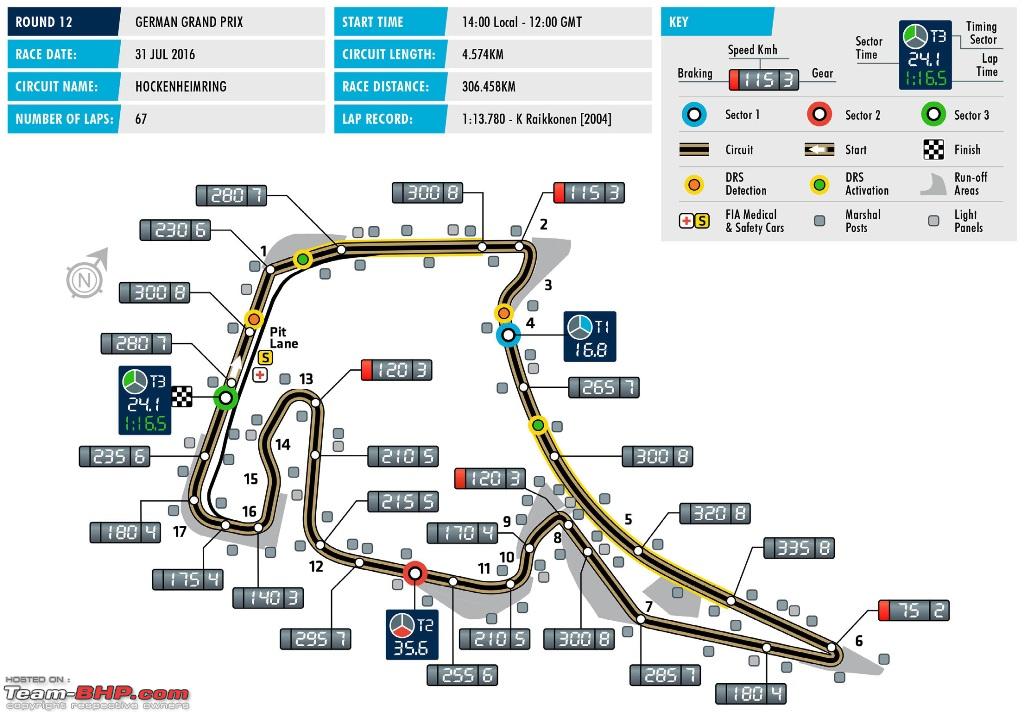 ROUND 12 GERMAN GRAND PRIX
RACE DATE: 31 JUL 2016
CIRCUIT NAME: HOCKENHEIMRING
NUMBER OF LAPS: 67
START TIME 14:00 Local - 12:00 GMT
CIRCUIT LENGTH: 4.574KM
RACE DISTANCE: 306.458KM
LAP RECORD: 1:13.780 - K Raikkonen [2004]
KEY
Speed Kmh
Braking 115 3 Gear
Sector Time
T3
24.1
1:16.5
Timing Sector
Lap Time
Sector 1
Sector 2
Sector 3
Circuit
Start
Finish
DRS Detection
DRS Activation
Run-off Areas
S
FIA Medical & Safety Cars
Marshal Posts
Light Panels
280 7
300 8
115 3
230 6
1
2
N
3
300 8
4
T1
16.8
Pit Lane
S
280 7
120 3
T3
24.1
1:16.5
13
265 7
14
235 6
210 5
300 8
15
120 3
215 5
16
180 4
17
170 4
9
5
320 8
8
10
335 8
12
11
175 4
140 3
7
75 2
295 7
T2
35.6
210 5
300 8
6
255 6
285 7
180 4
HOSTED ON :
Team-BHP.com
copyright respective owners